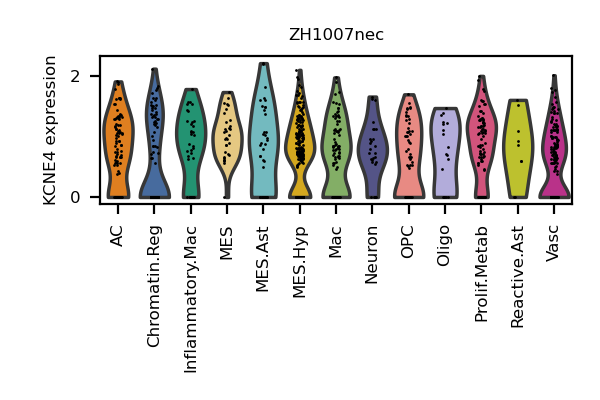 ZH1007nec
KCNE4 expression
2
0
AC
Chromatin.Reg
Inflammatory.Mac
MES
MES.Ast
MES.Hyp
Mac
Neuron
OPC
Oligo
Prolif.Metab
Reactive.Ast
Vasc